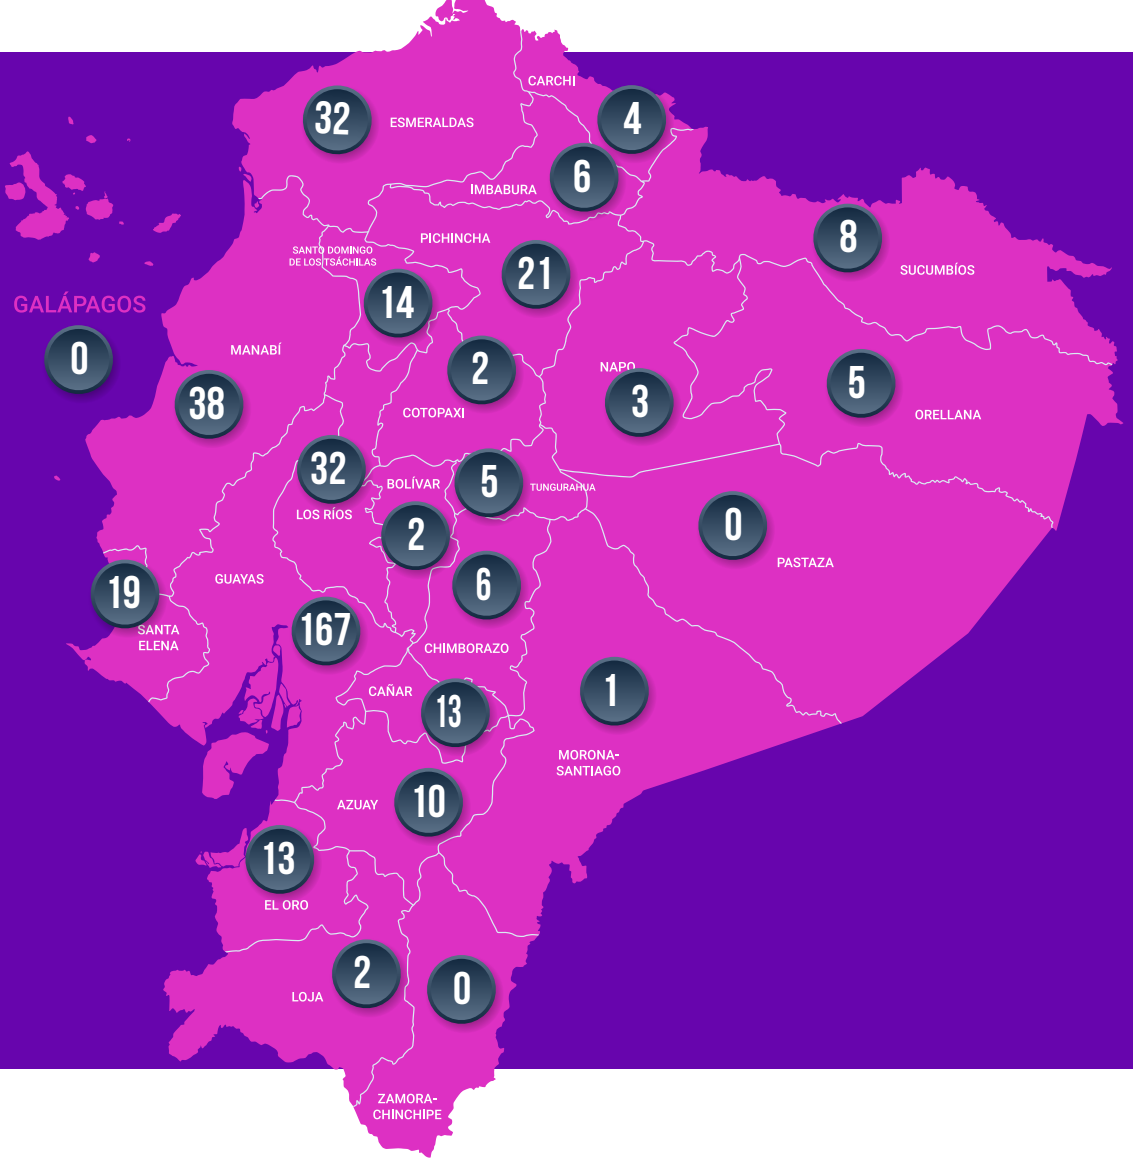 CARCHI
4
32
ESMERALDAS
6
IMBABURA
8
SUCUMBÍOS
PICHINCHA
21
SANTO DOMINGO
DE LOS TSÁCHILAS
14
GALÁPAGOS
0
MANABÍ
38
2
COTOPAXI
NAPO
3
5
ORELLANA
32
LOS RÍOS
BOLÍVAR
2
5
TUNGURAHUA
0
PASTAZA
19
SANTA
ELENA
GUAYAS
167
6
CHIMBORAZO
CAÑAR
13
1
MORONA-
SANTIAGO
AZUAY
10
13
EL ORO
LOJA
2
0
ZAMORA-
CHINCHIPE